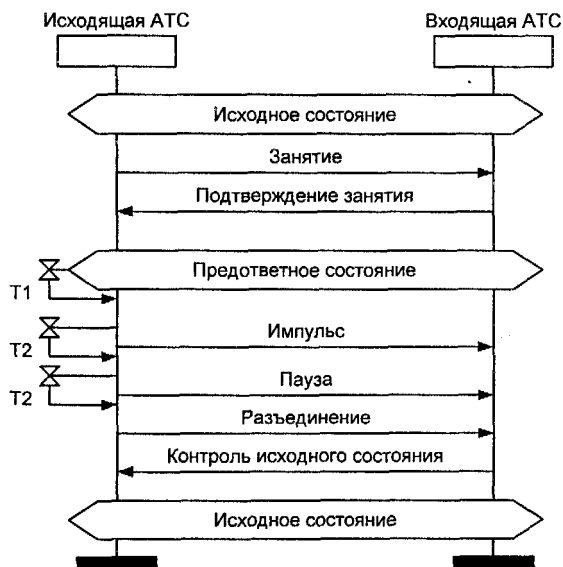 Исходящая АТС
Входящая АТС
Исходное состояние
Занятие
Подтверждение занятия
Предответное состояние
T1
Импульс
T2
Пауза
T2
Разъединение
Контроль исходного состояния
Исходное состояние